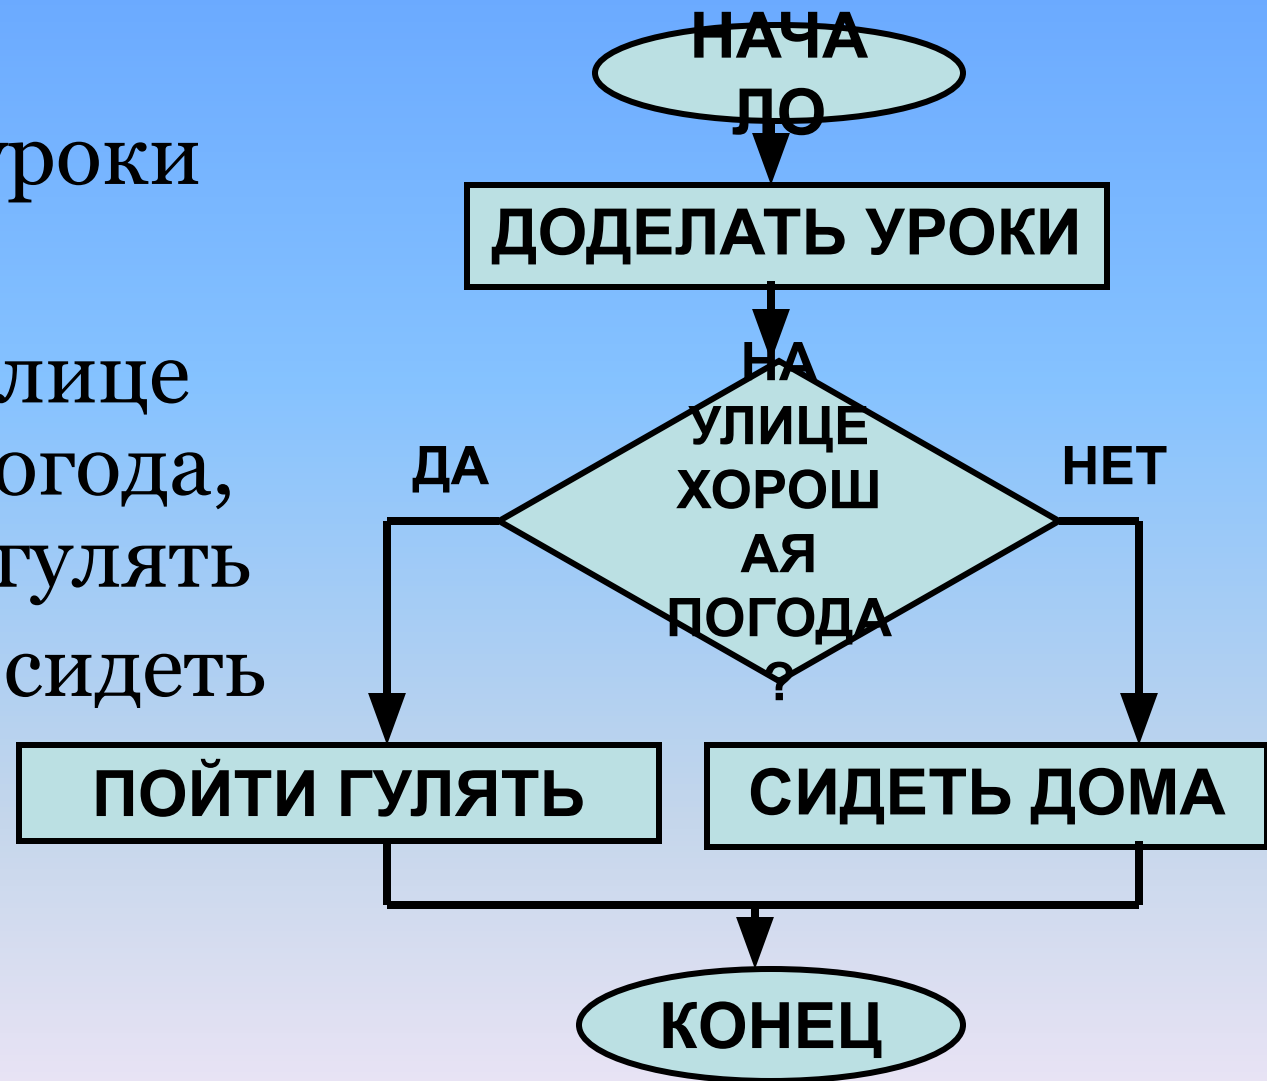 уроки
лице
огода,
гулять
сидеть
НАЧА
ЛО
ДОДЕЛАТЬ УРОКИ
НА
УЛИЦЕ
ХОРОШ
АЯ
ПОГОДА
?
ДА
НЕТ
ПОЙТИ ГУЛЯТЬ
СИДЕТЬ ДОМА
КОНЕЦ